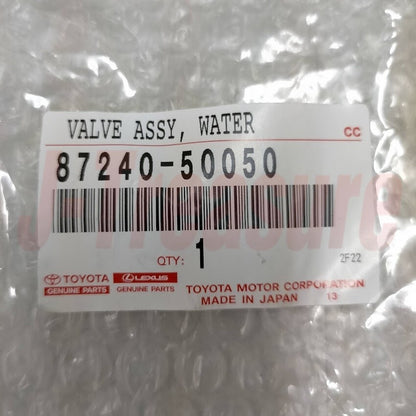 VALVE ASSY, WATER
CC
87240-50050
J-Treasure
QTY: 1
2F22
TOYOTA LEXUS
GENUINE PARTS GENUINE PARTS
TOYOTA MOTOR CORPORATION
MADE IN JAPAN 13